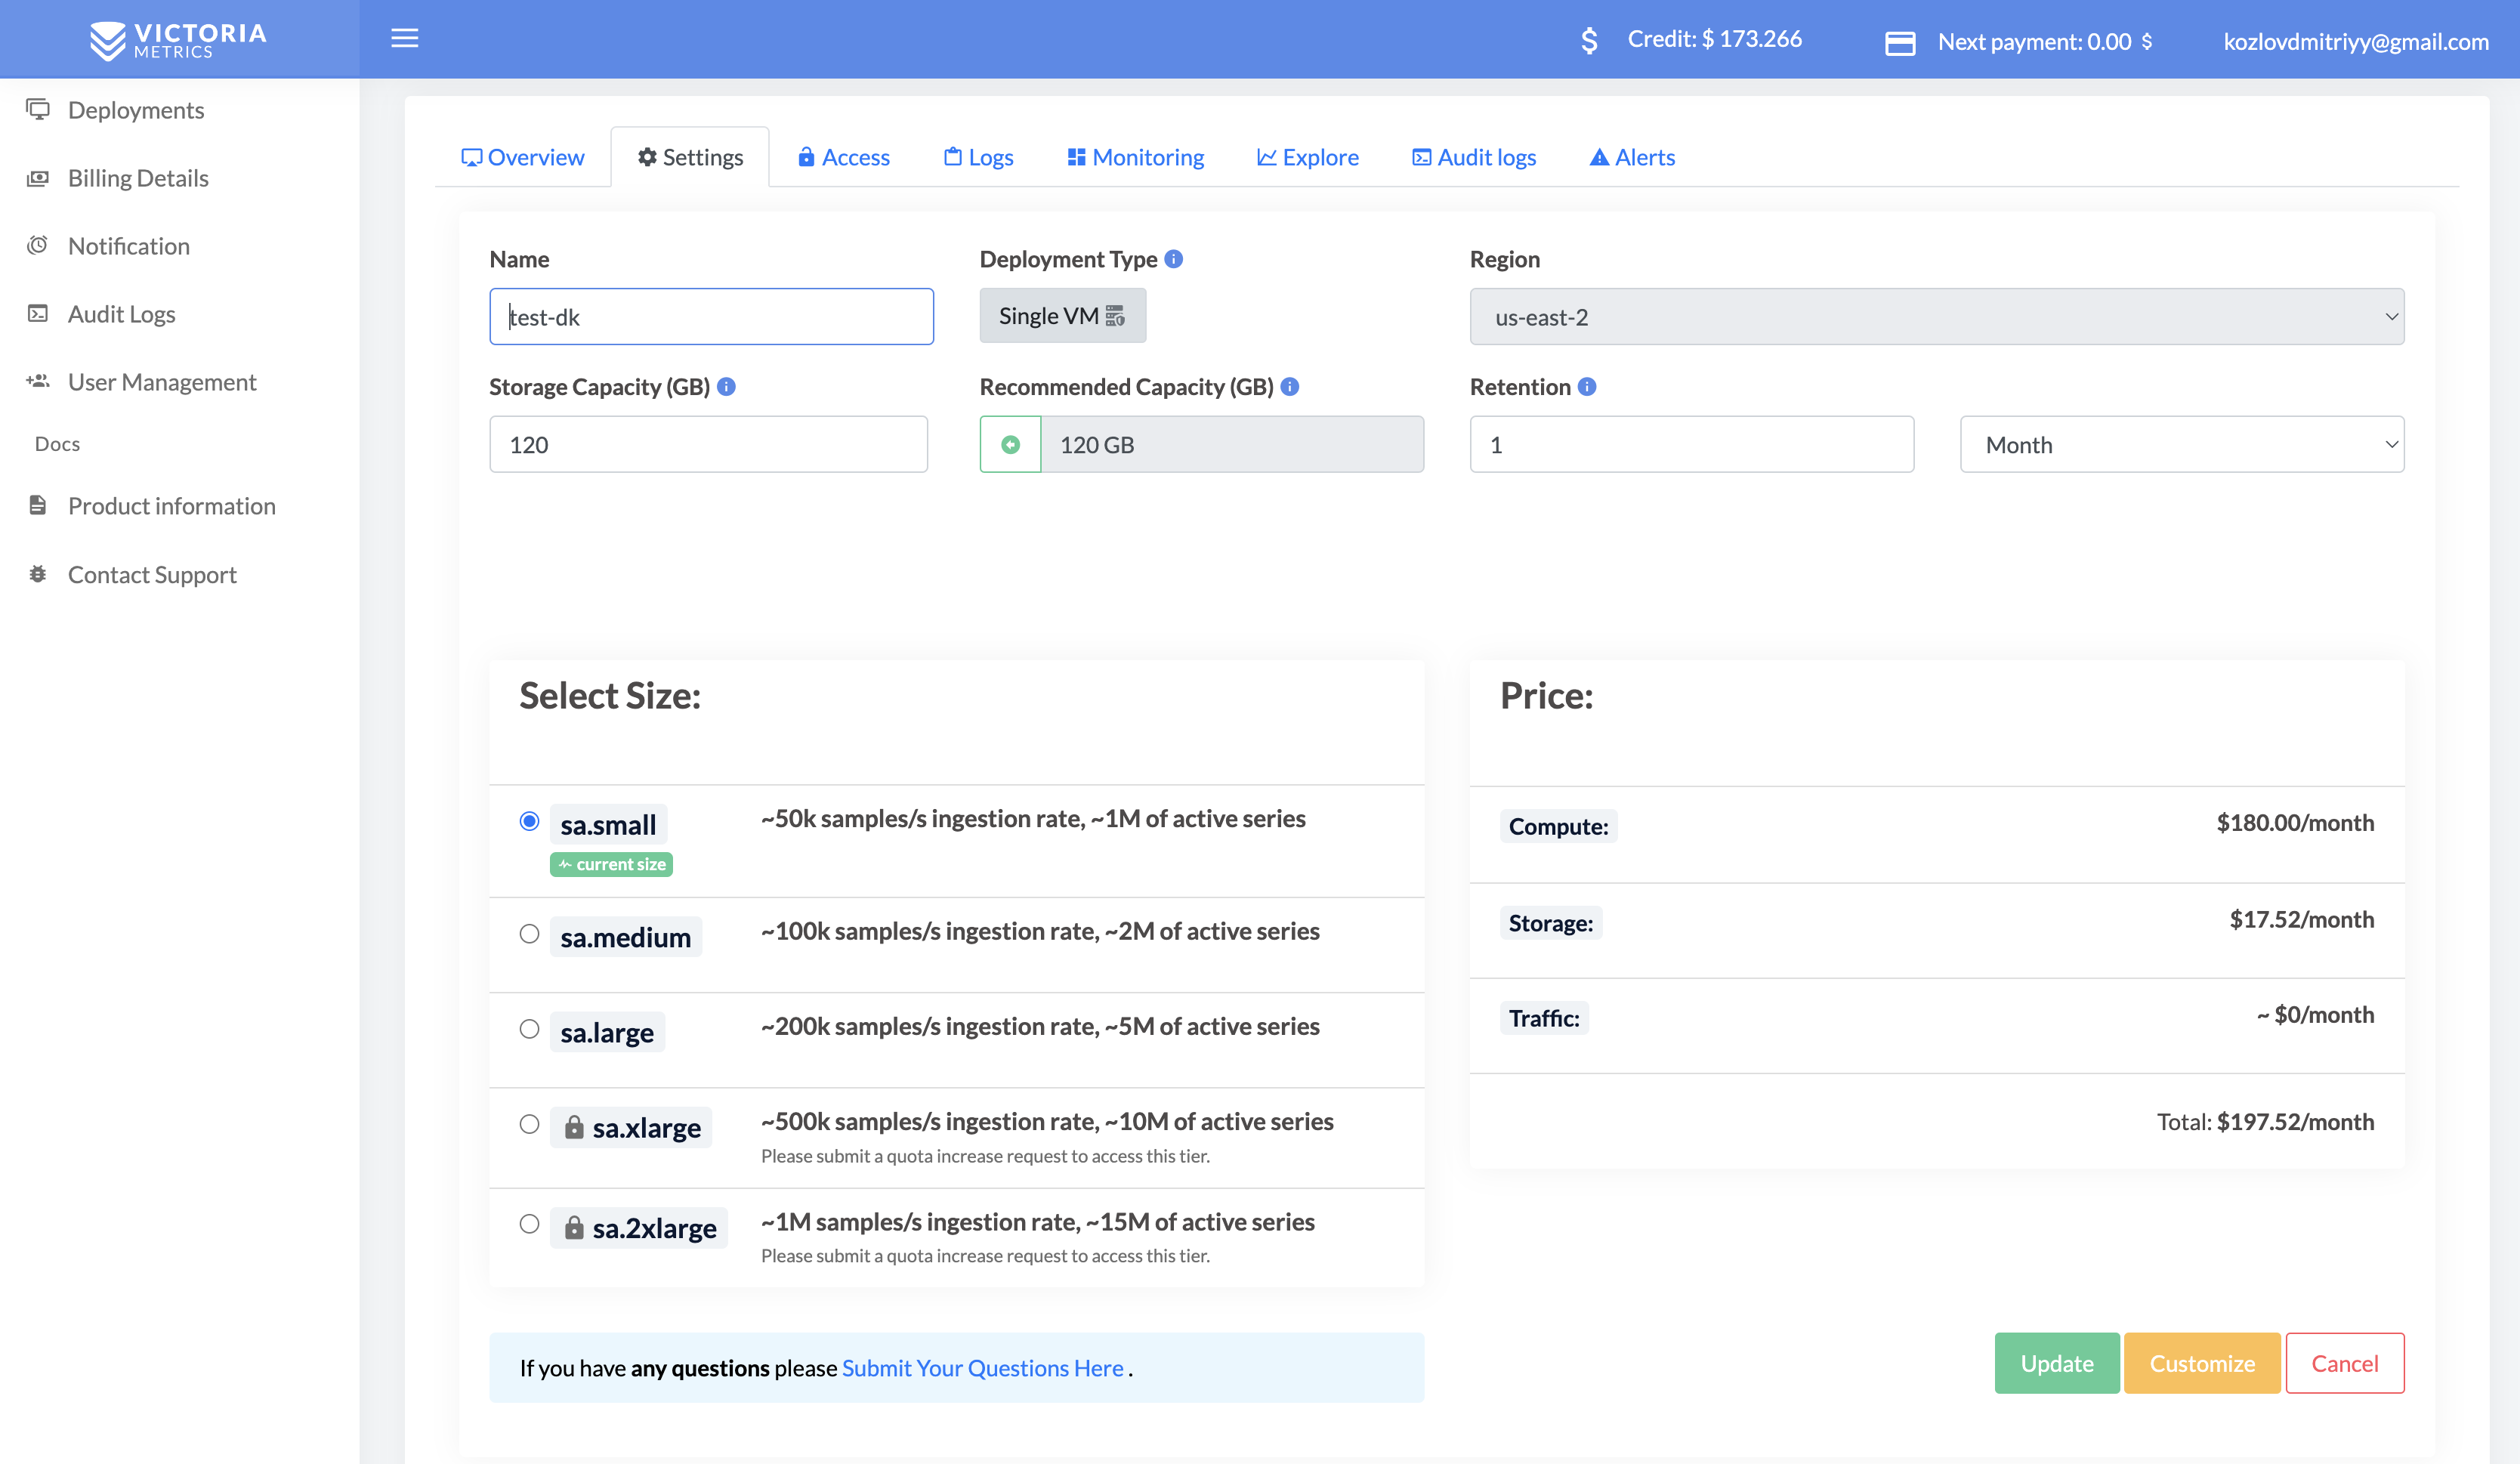 VICTORIA
METRICS
Credit: $ 173.266
Next payment: 0.00 $
kozlovdmitriyy@gmail.com
Deployments
Billing Details
Notification
Audit Logs
User Management
Docs
Product information
Contact Support
Overview
Settings
Access
Logs
Monitoring
Explore
Audit logs
Alerts
Name
Deployment Type
Region
test-dk
Single VM
us-east-2
Storage Capacity (GB)
Recommended Capacity (GB)
Retention
120
120 GB
1
Month
Select Size:
sa.small
current size
~50k samples/s ingestion rate, ~1M of active series
sa.medium
~100k samples/s ingestion rate, ~2M of active series
sa.large
~200k samples/s ingestion rate, ~5M of active series
sa.xlarge
~500k samples/s ingestion rate, ~10M of active series
Please submit a quota increase request to access this tier.
sa.2xlarge
~1M samples/s ingestion rate, ~15M of active series
Please submit a quota increase request to access this tier.
Price:
Compute:
$180.00/month
Storage:
$17.52/month
Traffic:
~ $0/month
Total: $197.52/month
If you have any questions please Submit Your Questions Here .
Update
Customize
Cancel